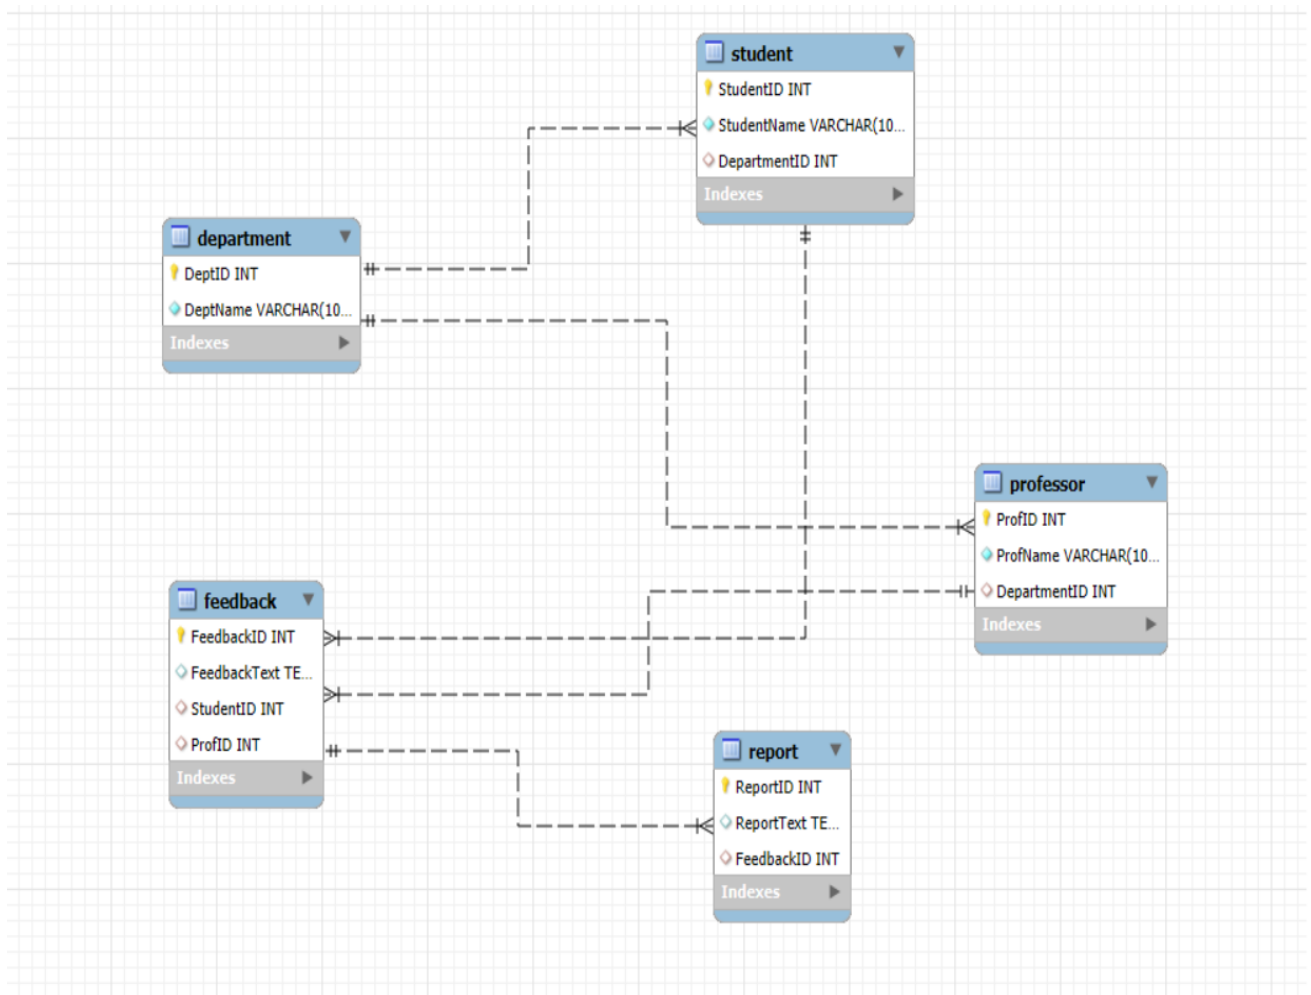 student
StudentID INT
StudentName VARCHAR(10...
DepartmentID INT
Indexes
department
DeptID INT
DeptName VARCHAR(10...
Indexes
professor
ProfID INT
ProfName VARCHAR(10...
DepartmentID INT
Indexes
feedback
FeedbackID INT
FeedbackText TE...
StudentID INT
ProfID INT
Indexes
report
ReportID INT
ReportText TE...
FeedbackID INT
Indexes